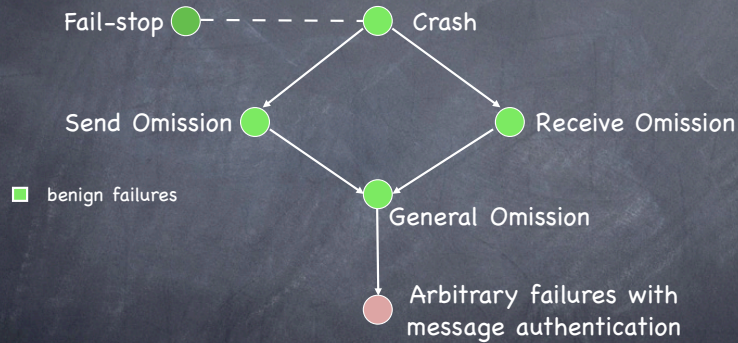 Fail-stop
Crash
Send Omission
Receive Omission
benign failures
General Omission
Arbitrary failures with
message authentication